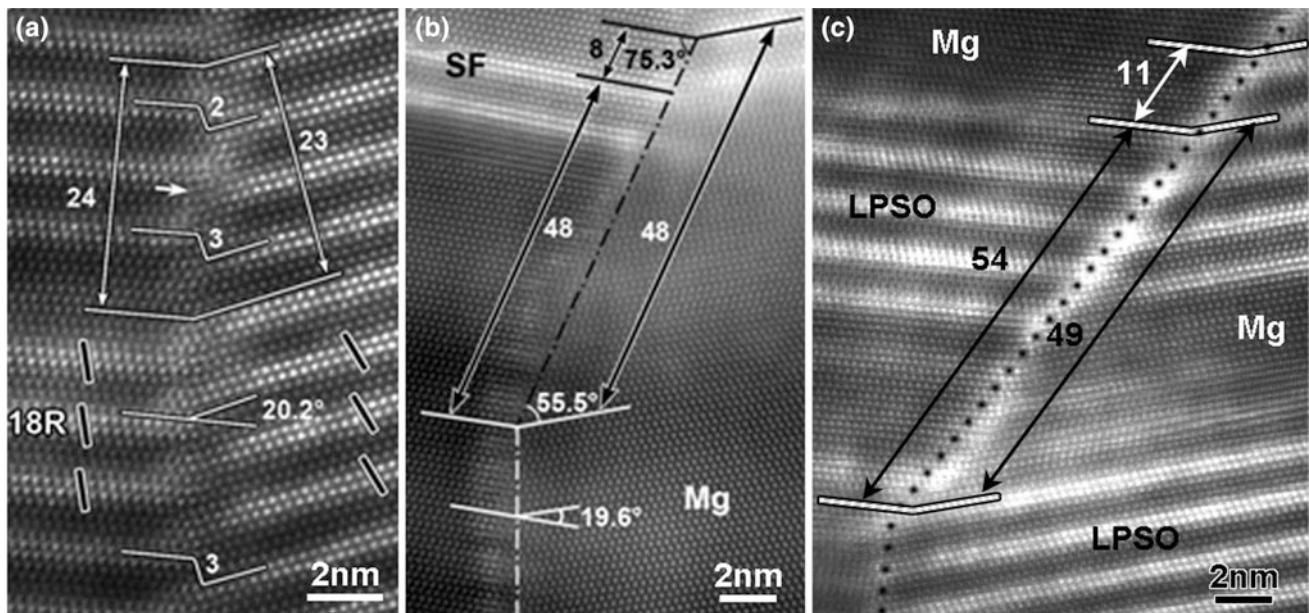 (a)
2
23
24
3
18R
20.2°
3
2nm
(b)
8
75.3°
SF
48
48
55.5°
Mg
19.6°
2nm
(c)
Mg
11
LPSO
54
49
Mg
LPSO
2nm